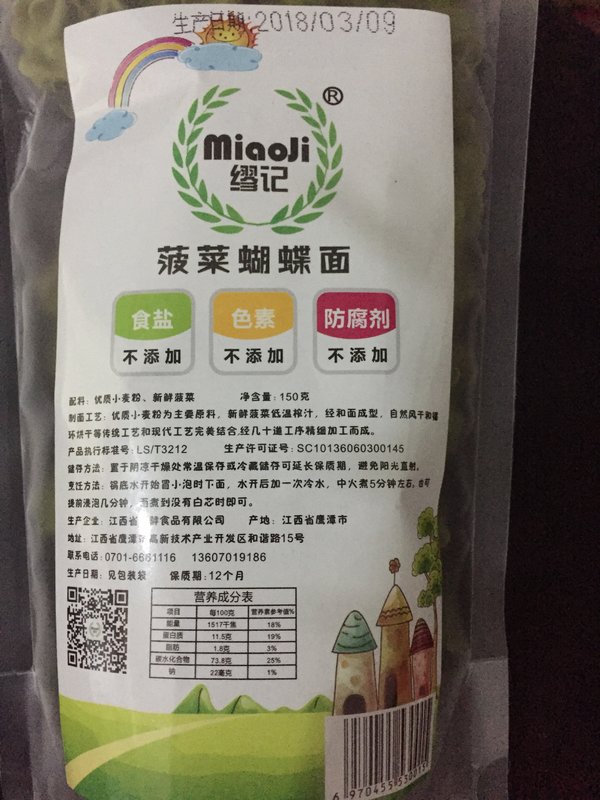 生产日期:2018/03/09
®
MiaoJi
缪记
菠菜蝴蝶面
食盐 色素 防腐剂
不添加 不添加 不添加
配料: 优质小麦粉、新鲜菠菜 净含量: 150克
制面工艺: 优质小麦粉为主要原料, 新鲜菠菜低温榨汁, 经和面成型, 自然风干和循
环烘干等传统工艺和现代工艺完美结合,经几十道工序精细加工而成。
产品执行标准号: LS/T3212 生产许可证号: SC10136060300145
储存方法: 置于阴凉干燥处常温保存或冷藏储存可延长保质期, 避免阳光直射。
烹饪方法: 锅底水开始冒小泡时下面, 水开后加一次冷水, 中火煮5分钟左右, 也可
提前浸泡几分钟, 面煮到没有白芯时即可。
生产企业: 江西省 鲜食品有限公司 产地: 江西省鹰潭市
地址: 江西省鹰潭市高新技术产业开发区和谐路15号
联系电话: 0701-6661116 13607019186
生产日期: 见包装袋 保质期: 12个月
营养成分表
项目 每100克 营养素参考值%
能量 1517千焦 18%
蛋白质 11.5克 19%
脂肪 1.8克 3%
碳水化合物 73.8克 25%
钠 22毫克 1%
6 970455 53001